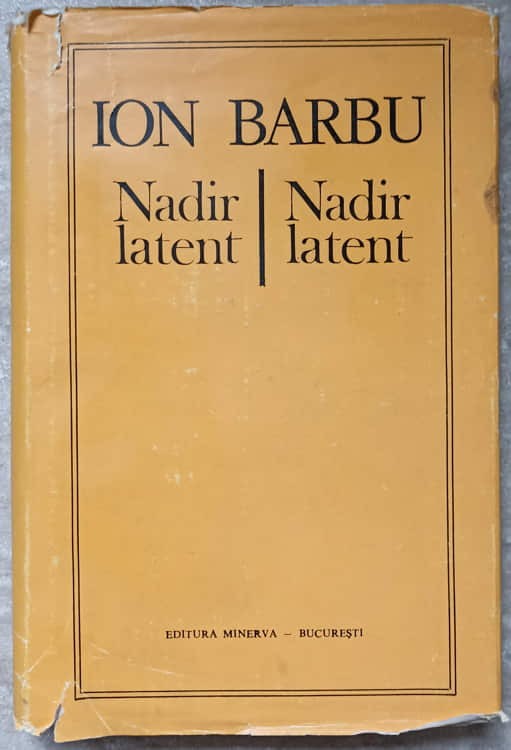 ION BARBU
Nadir | Nadir
latent | latent
EDITURA MINERVA – BUCUREȘTI